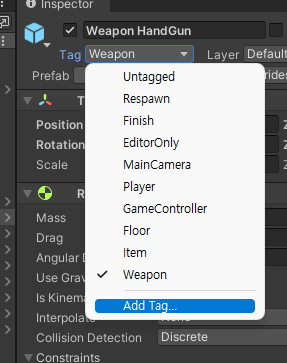 Inspector
Weapon HandGun
Tag Weapon Layer Default
Prefab
Untagged
Respawn
Finish
EditorOnly
MainCamera
Player
GameController
Floor
Item
Weapon
Add Tag...
Position
Rotation
Scale
Mass
Drag
Angular D
Use Grav
Is Kinema
Interpolate None
Collision Detection Discrete
Constraints